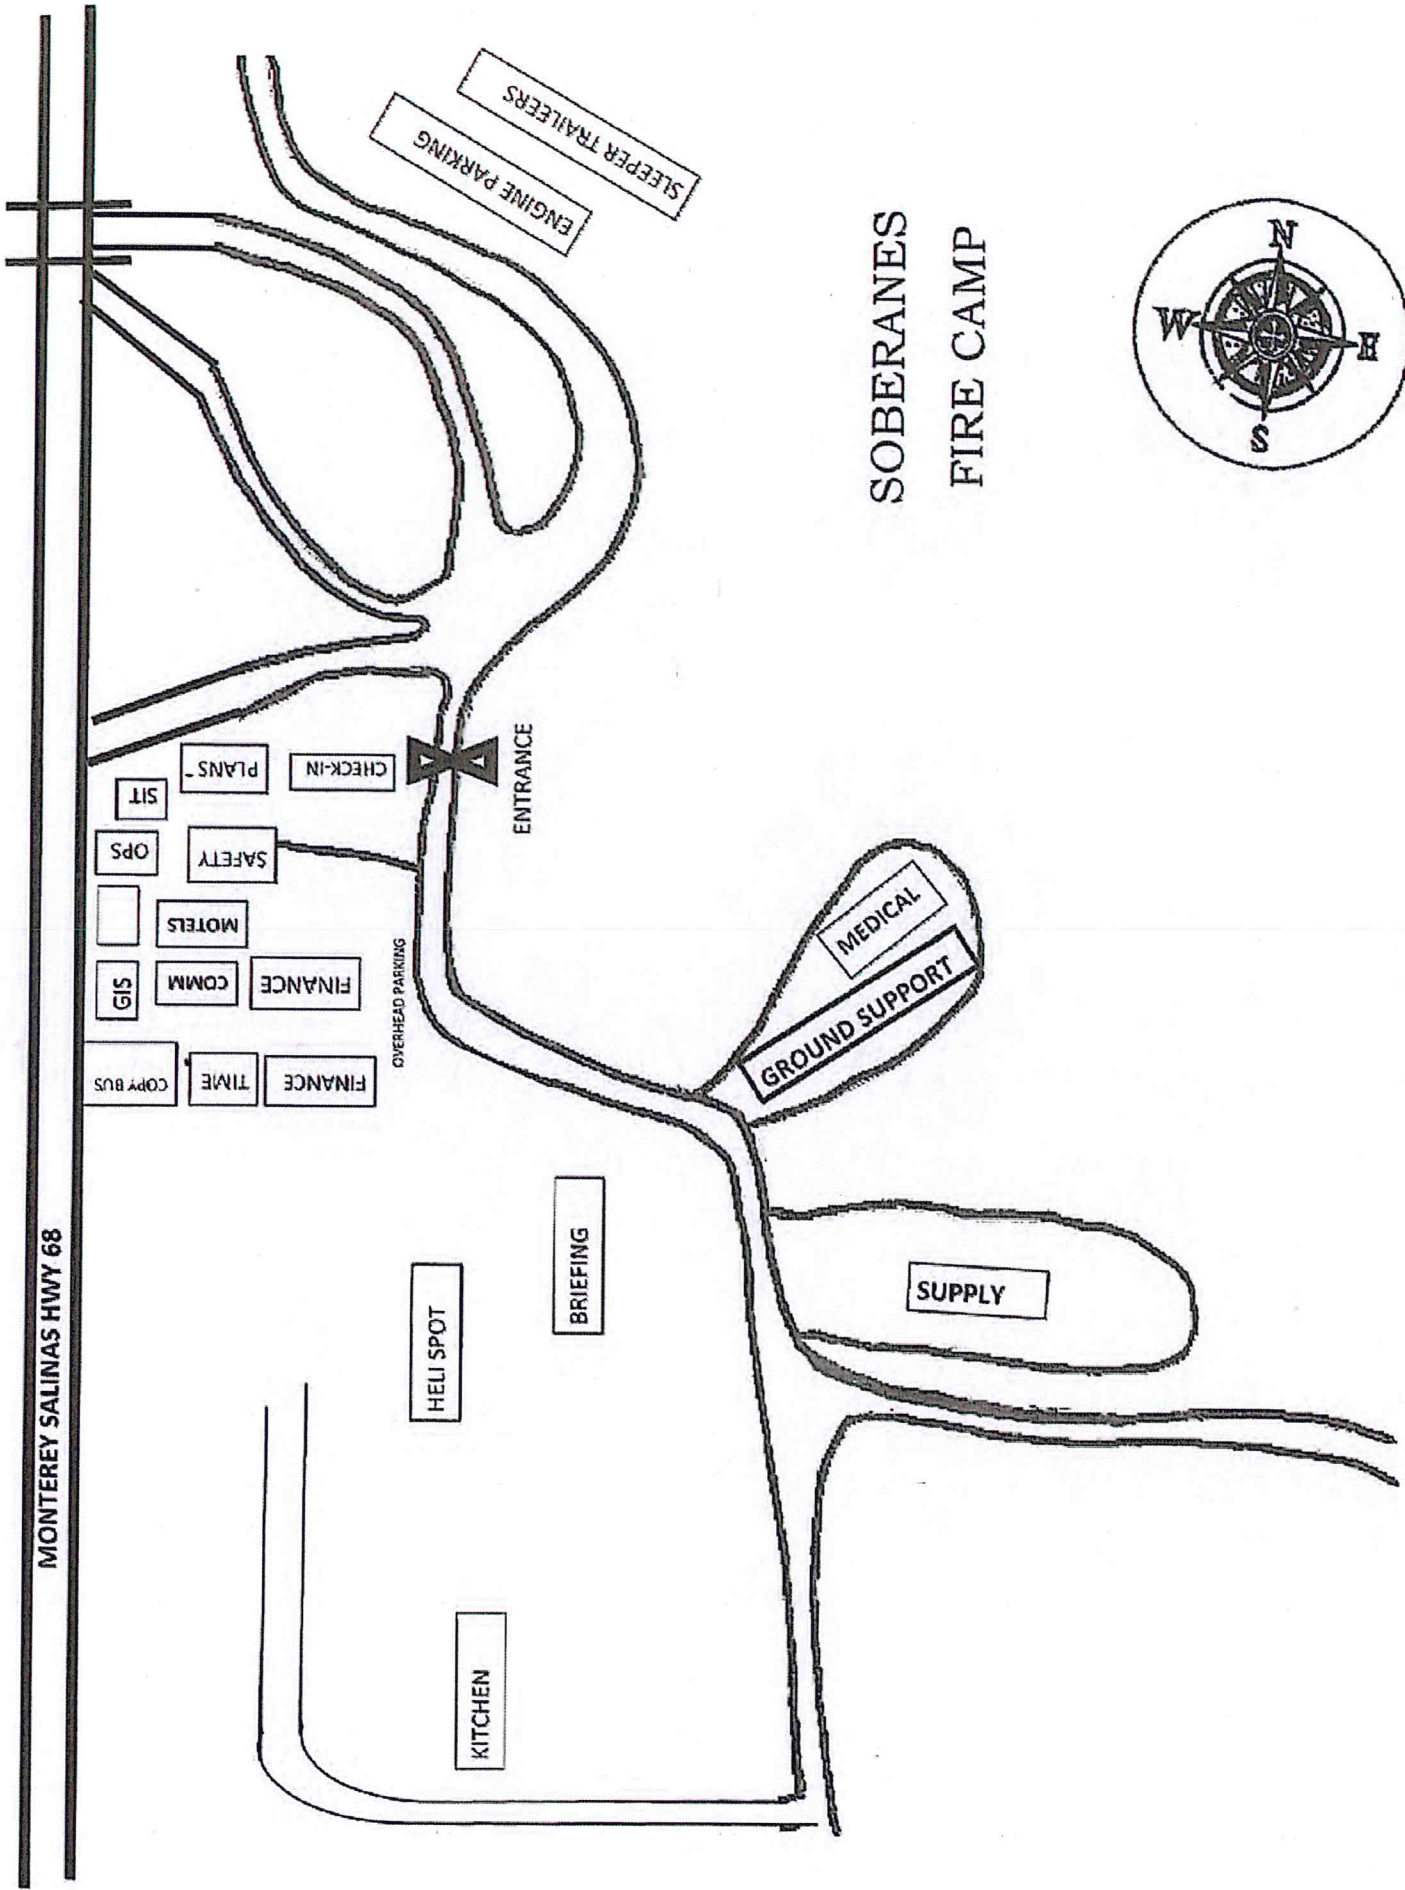 MONTEREY SALINAS HWY 68
SLEEPER TRAILEERS
ENGINE PARKING
SOBERANES
FIRE CAMP
N
W
E
S
PLANS
CHECK-IN
SIT
OPS
SAFETY
ENTRANCE
MOTELS
GIS
COMM
FINANCE
OVERHEAD PARKING
COPY BUS
TIME
FINANCE
MEDICAL
GROUND SUPPORT
BRIEFING
HELI SPOT
SUPPLY
KITCHEN